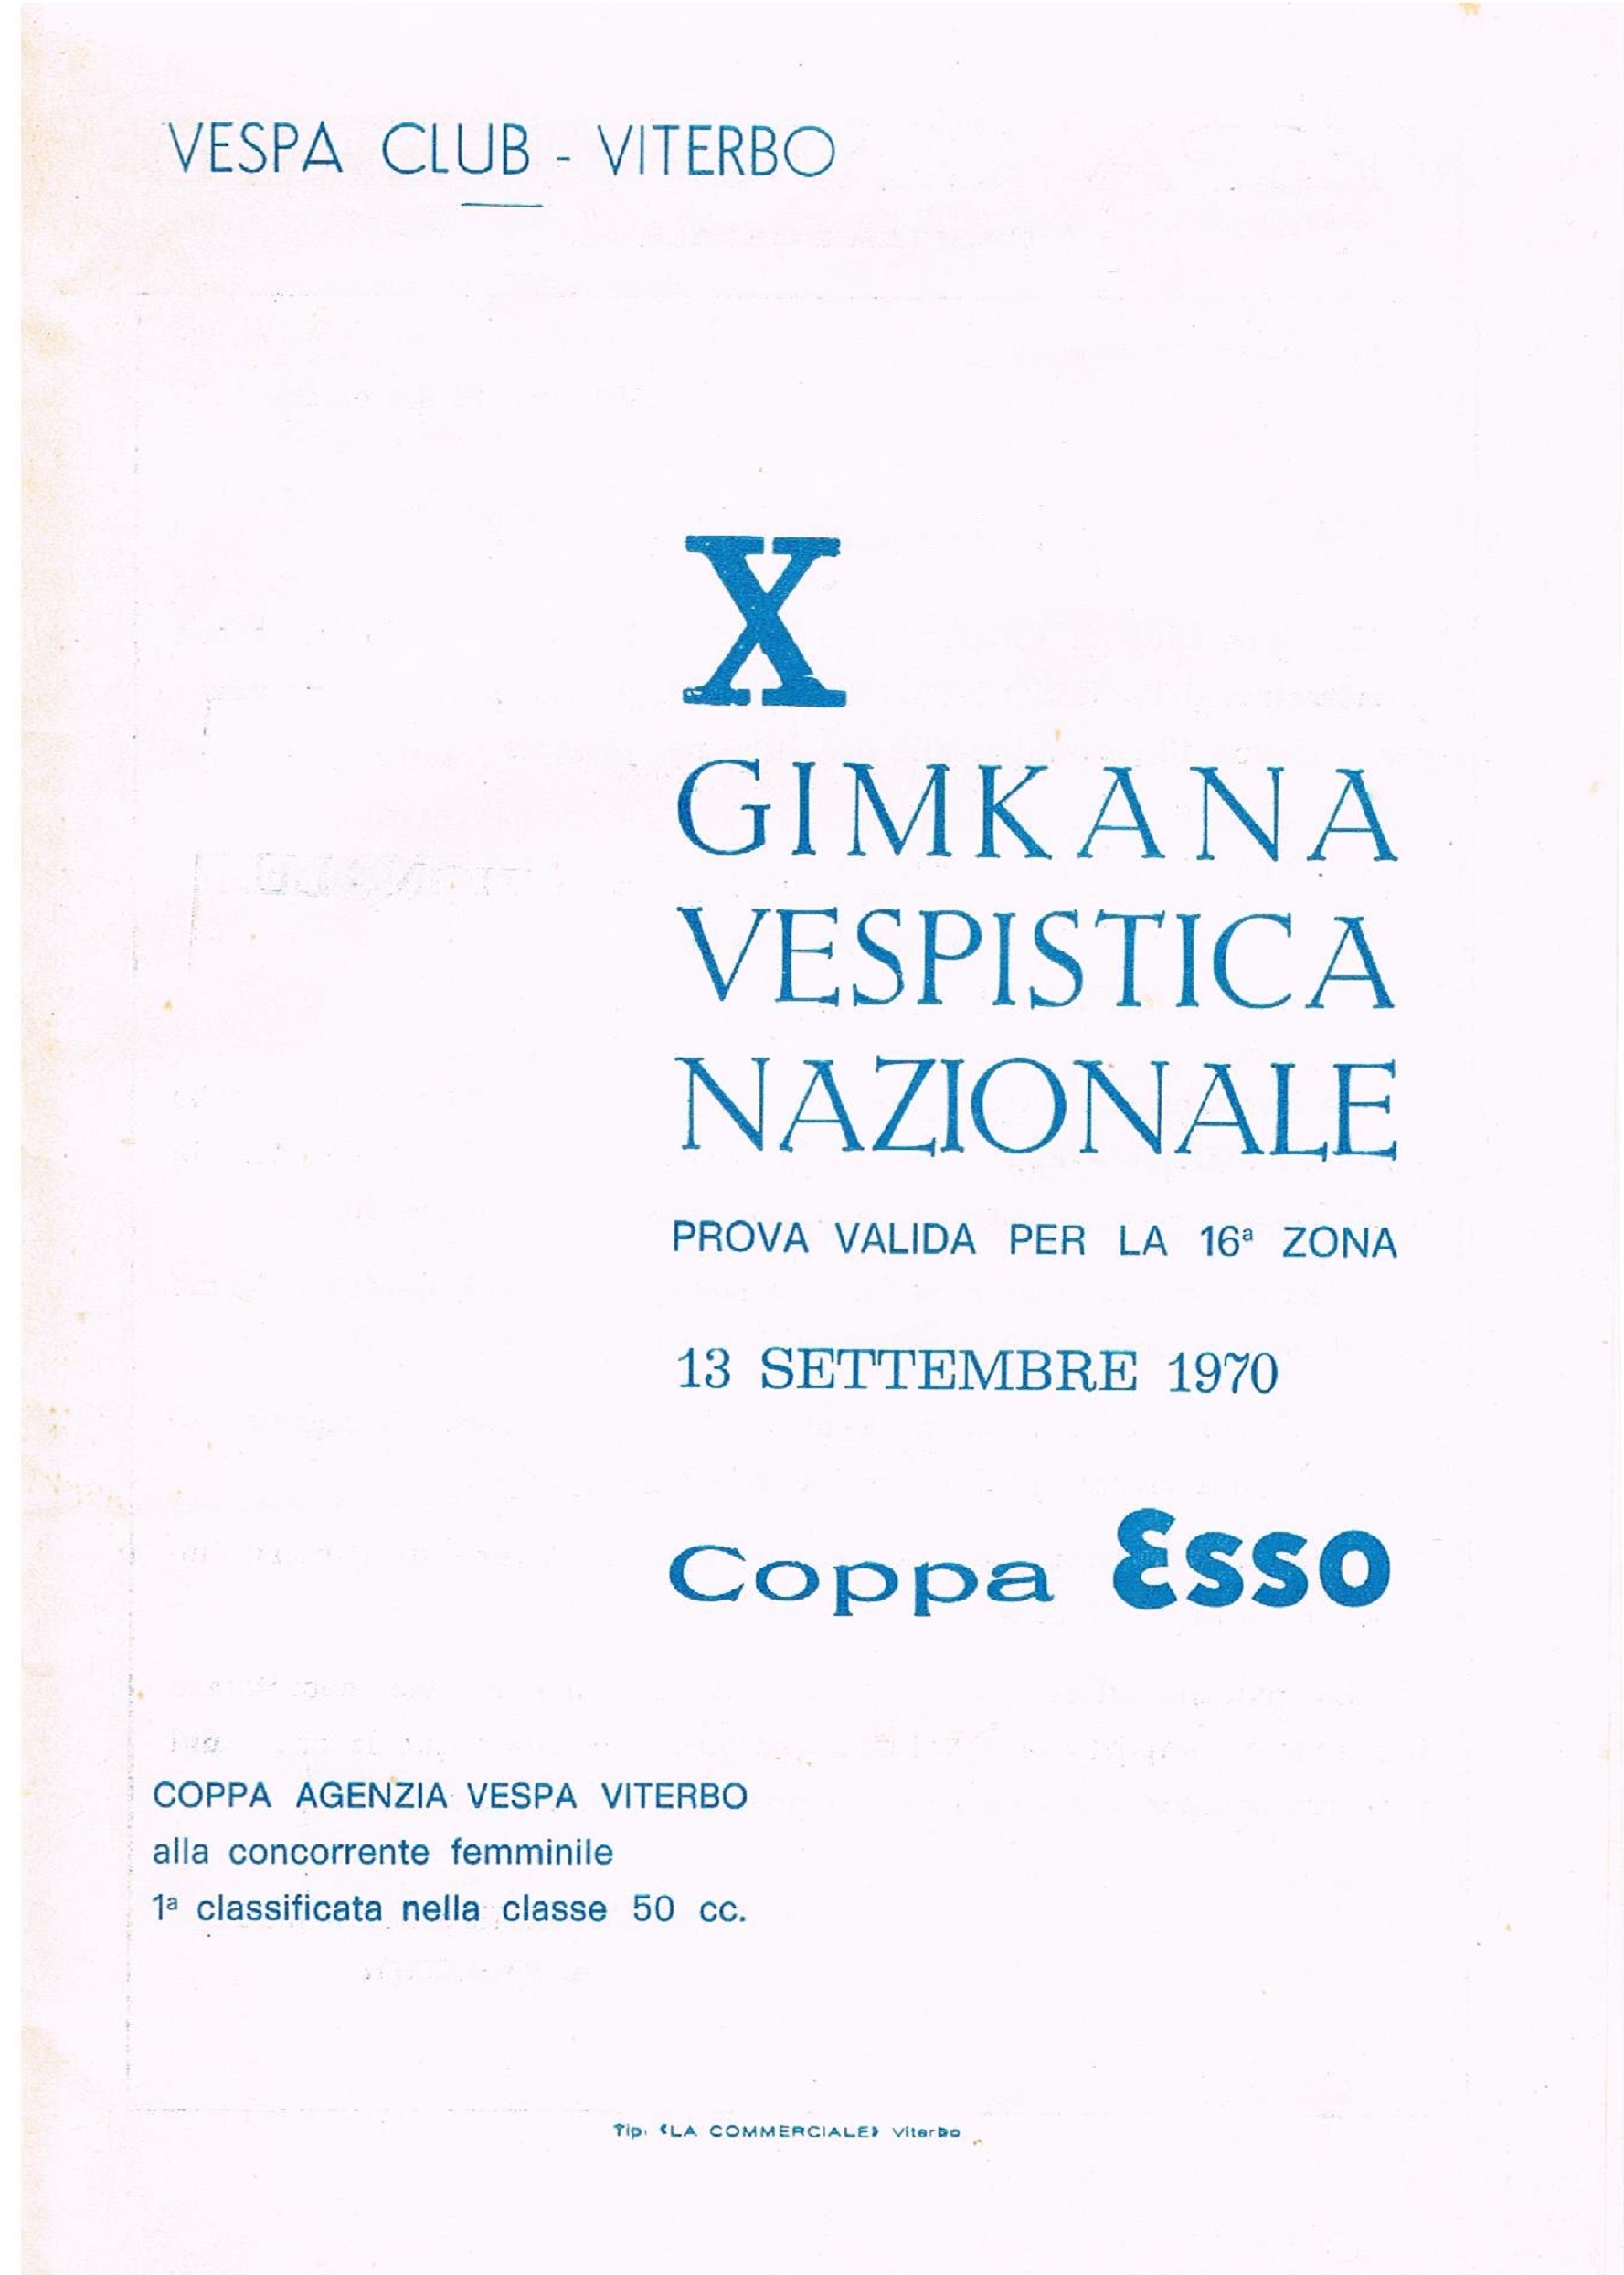 VESPA CLUB - VITERBO
X
GIMKANA
VESPISTICA
NAZIONALE
PROVA VALIDA PER LA 16ª ZONA
13 SETTEMBRE 1970
Coppa Esso
COPPA AGENZIA VESPA VITERBO
alla concorrente femminile
1ª classificata nella classe 50 cc.
Tip. «LA COMMERCIALE» Viterbo